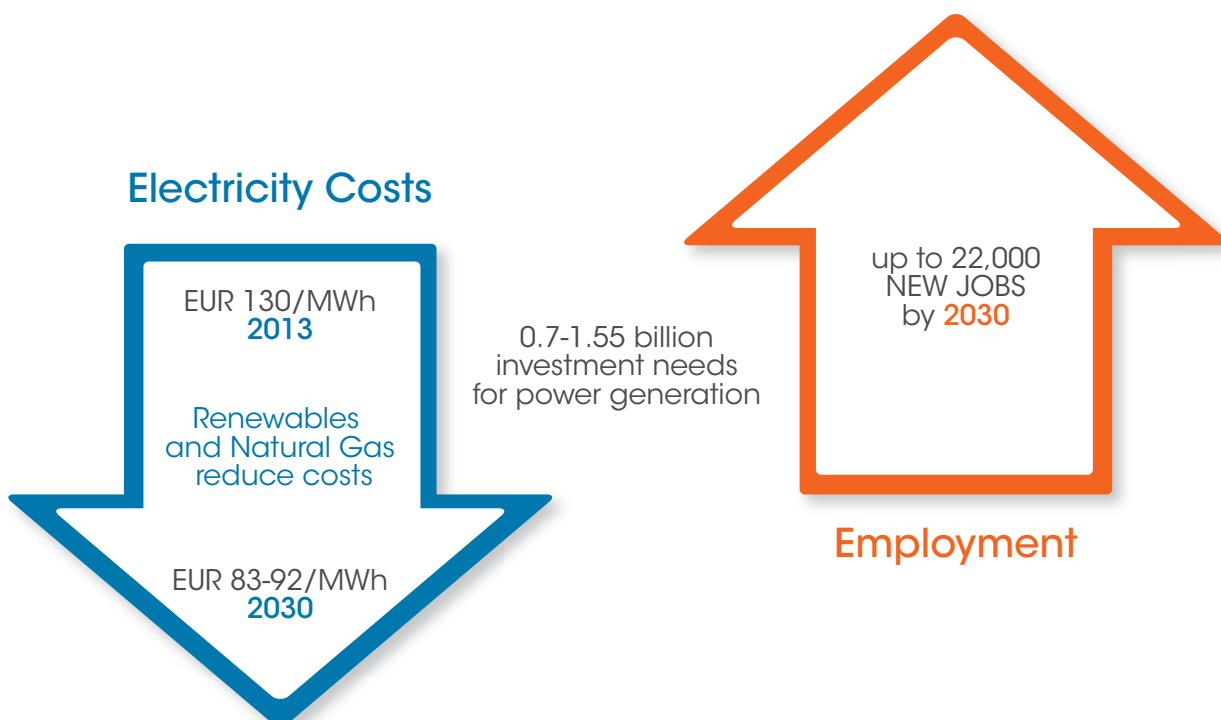 Electricity Costs
EUR 130/MWh
2013
Renewables
and Natural Gas
reduce costs
EUR 83-92/MWh
2030
0.7-1.55 billion
investment needs
for power generation
up to 22,000
NEW JOBS
by 2030
Employment